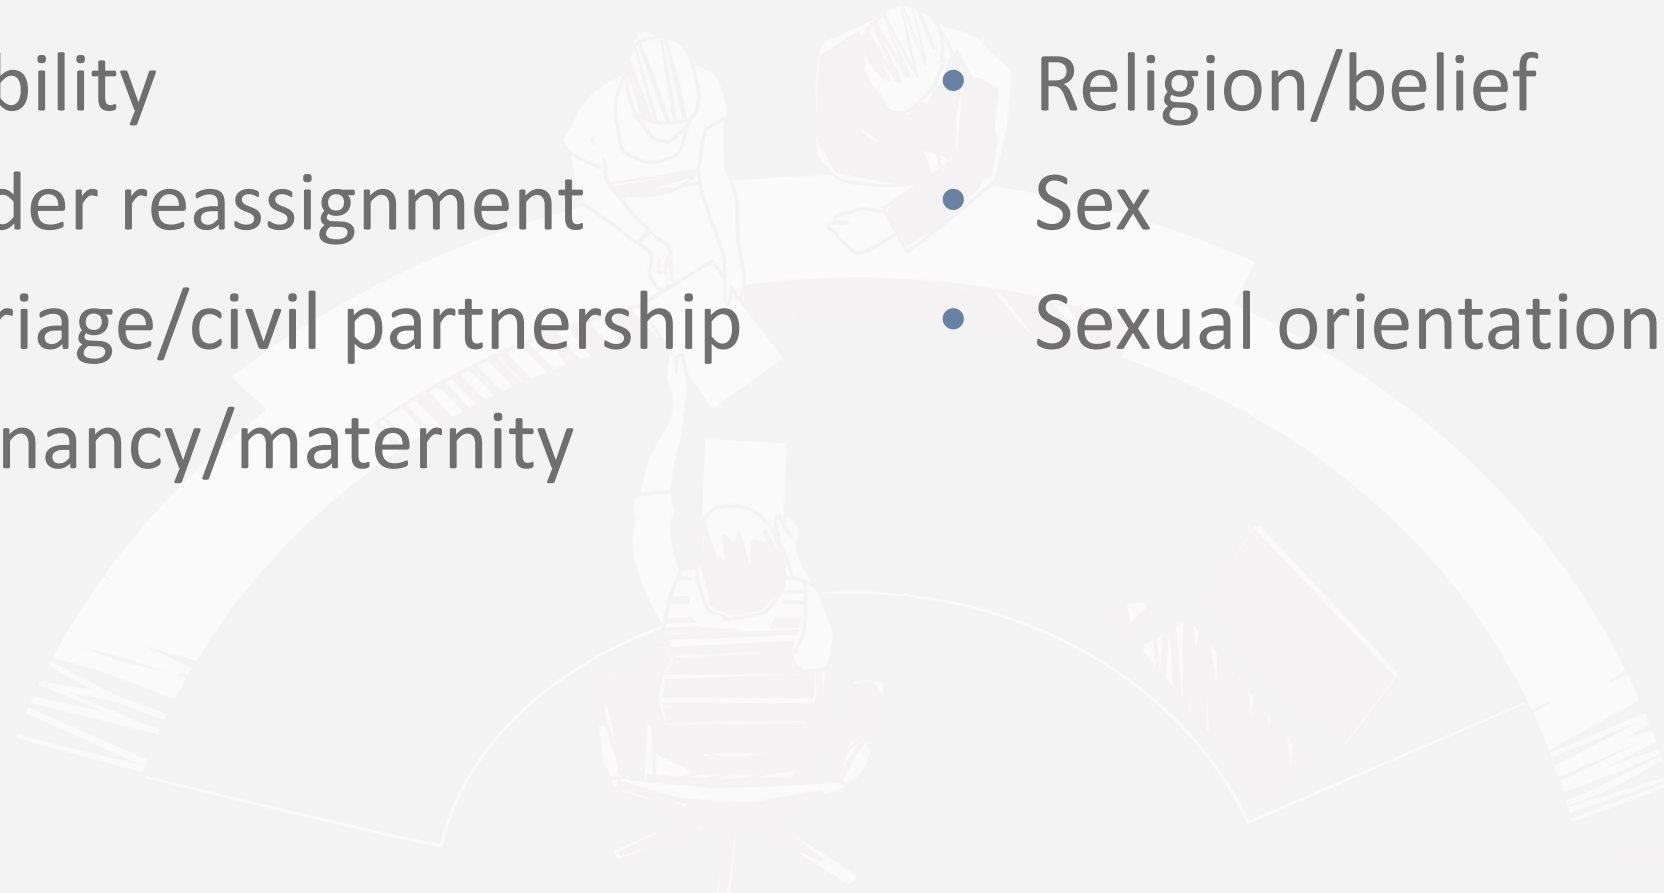 bility
der reassignment
riage/civil partnership
nancy/maternity
• Religion/belief
• Sex
• Sexual orientation